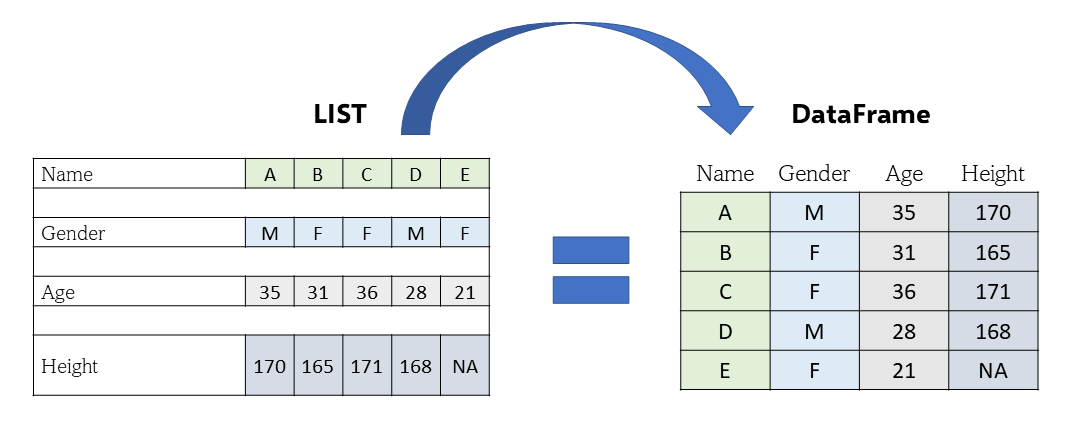 LIST
Name A B C D E
Gender M F F M F
Age 35 31 36 28 21
Height 170 165 171 168 NA
DataFrame
Name Gender Age Height
A M 35 170
B F 31 165
C F 36 171
D M 28 168
E F 21 NA